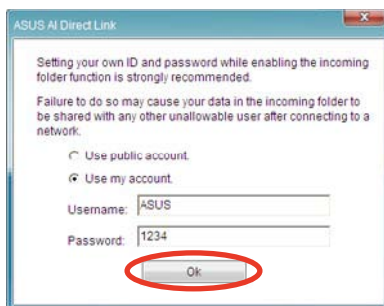 ASUS AI Direct Link
Setting your own ID and password while enabling the incoming
folder function is strongly recommended.
Failure to do so may cause your data in the incoming folder to
be shared with any other unallowable user after connecting to a
network.
Use public account.
Use my account.
Username: ASUS
Password: 1234
Ok